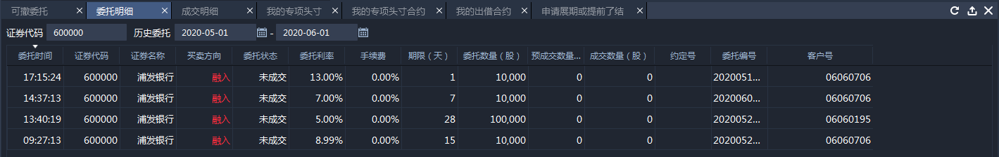 可撤委托 委托明细 成交明细 我的专项头寸 我的专项头寸合约 我的出借合约 申请展期或提前了结
证券代码 600000 历史委托 2020-05-01 - 2020-06-01
委托时间 证券代码 证券名称 买卖方向 委托状态 委托利率 手续费 期限（天） 委托数量（股） 预成交数量... 成交数量（股） 约定号 委托编号 客户号
17:15:24 600000 浦发银行 融入 未成交 13.00% 0.00% 1 10,000 0 0 2020051... 06060706
14:37:13 600000 浦发银行 融入 未成交 7.00% 0.00% 7 10,000 0 0 2020060... 06060706
13:40:19 600000 浦发银行 融入 未成交 5.00% 0.00% 28 100,000 0 0 2020052... 06060195
09:27:13 600000 浦发银行 融入 未成交 8.99% 0.00% 15 10,000 0 0 2020052... 06060706